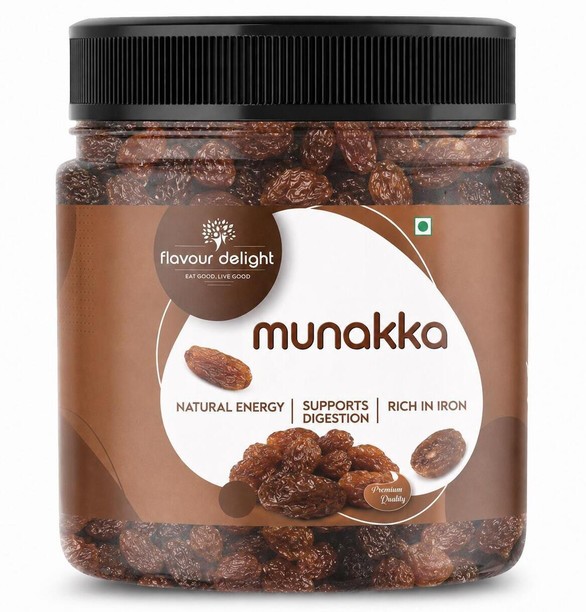 flavour delight
EAT GOOD, LIVE GOOD
munakka
NATURAL ENERGY | SUPPORTS DIGESTION | RICH IN IRON
Premium
Quality